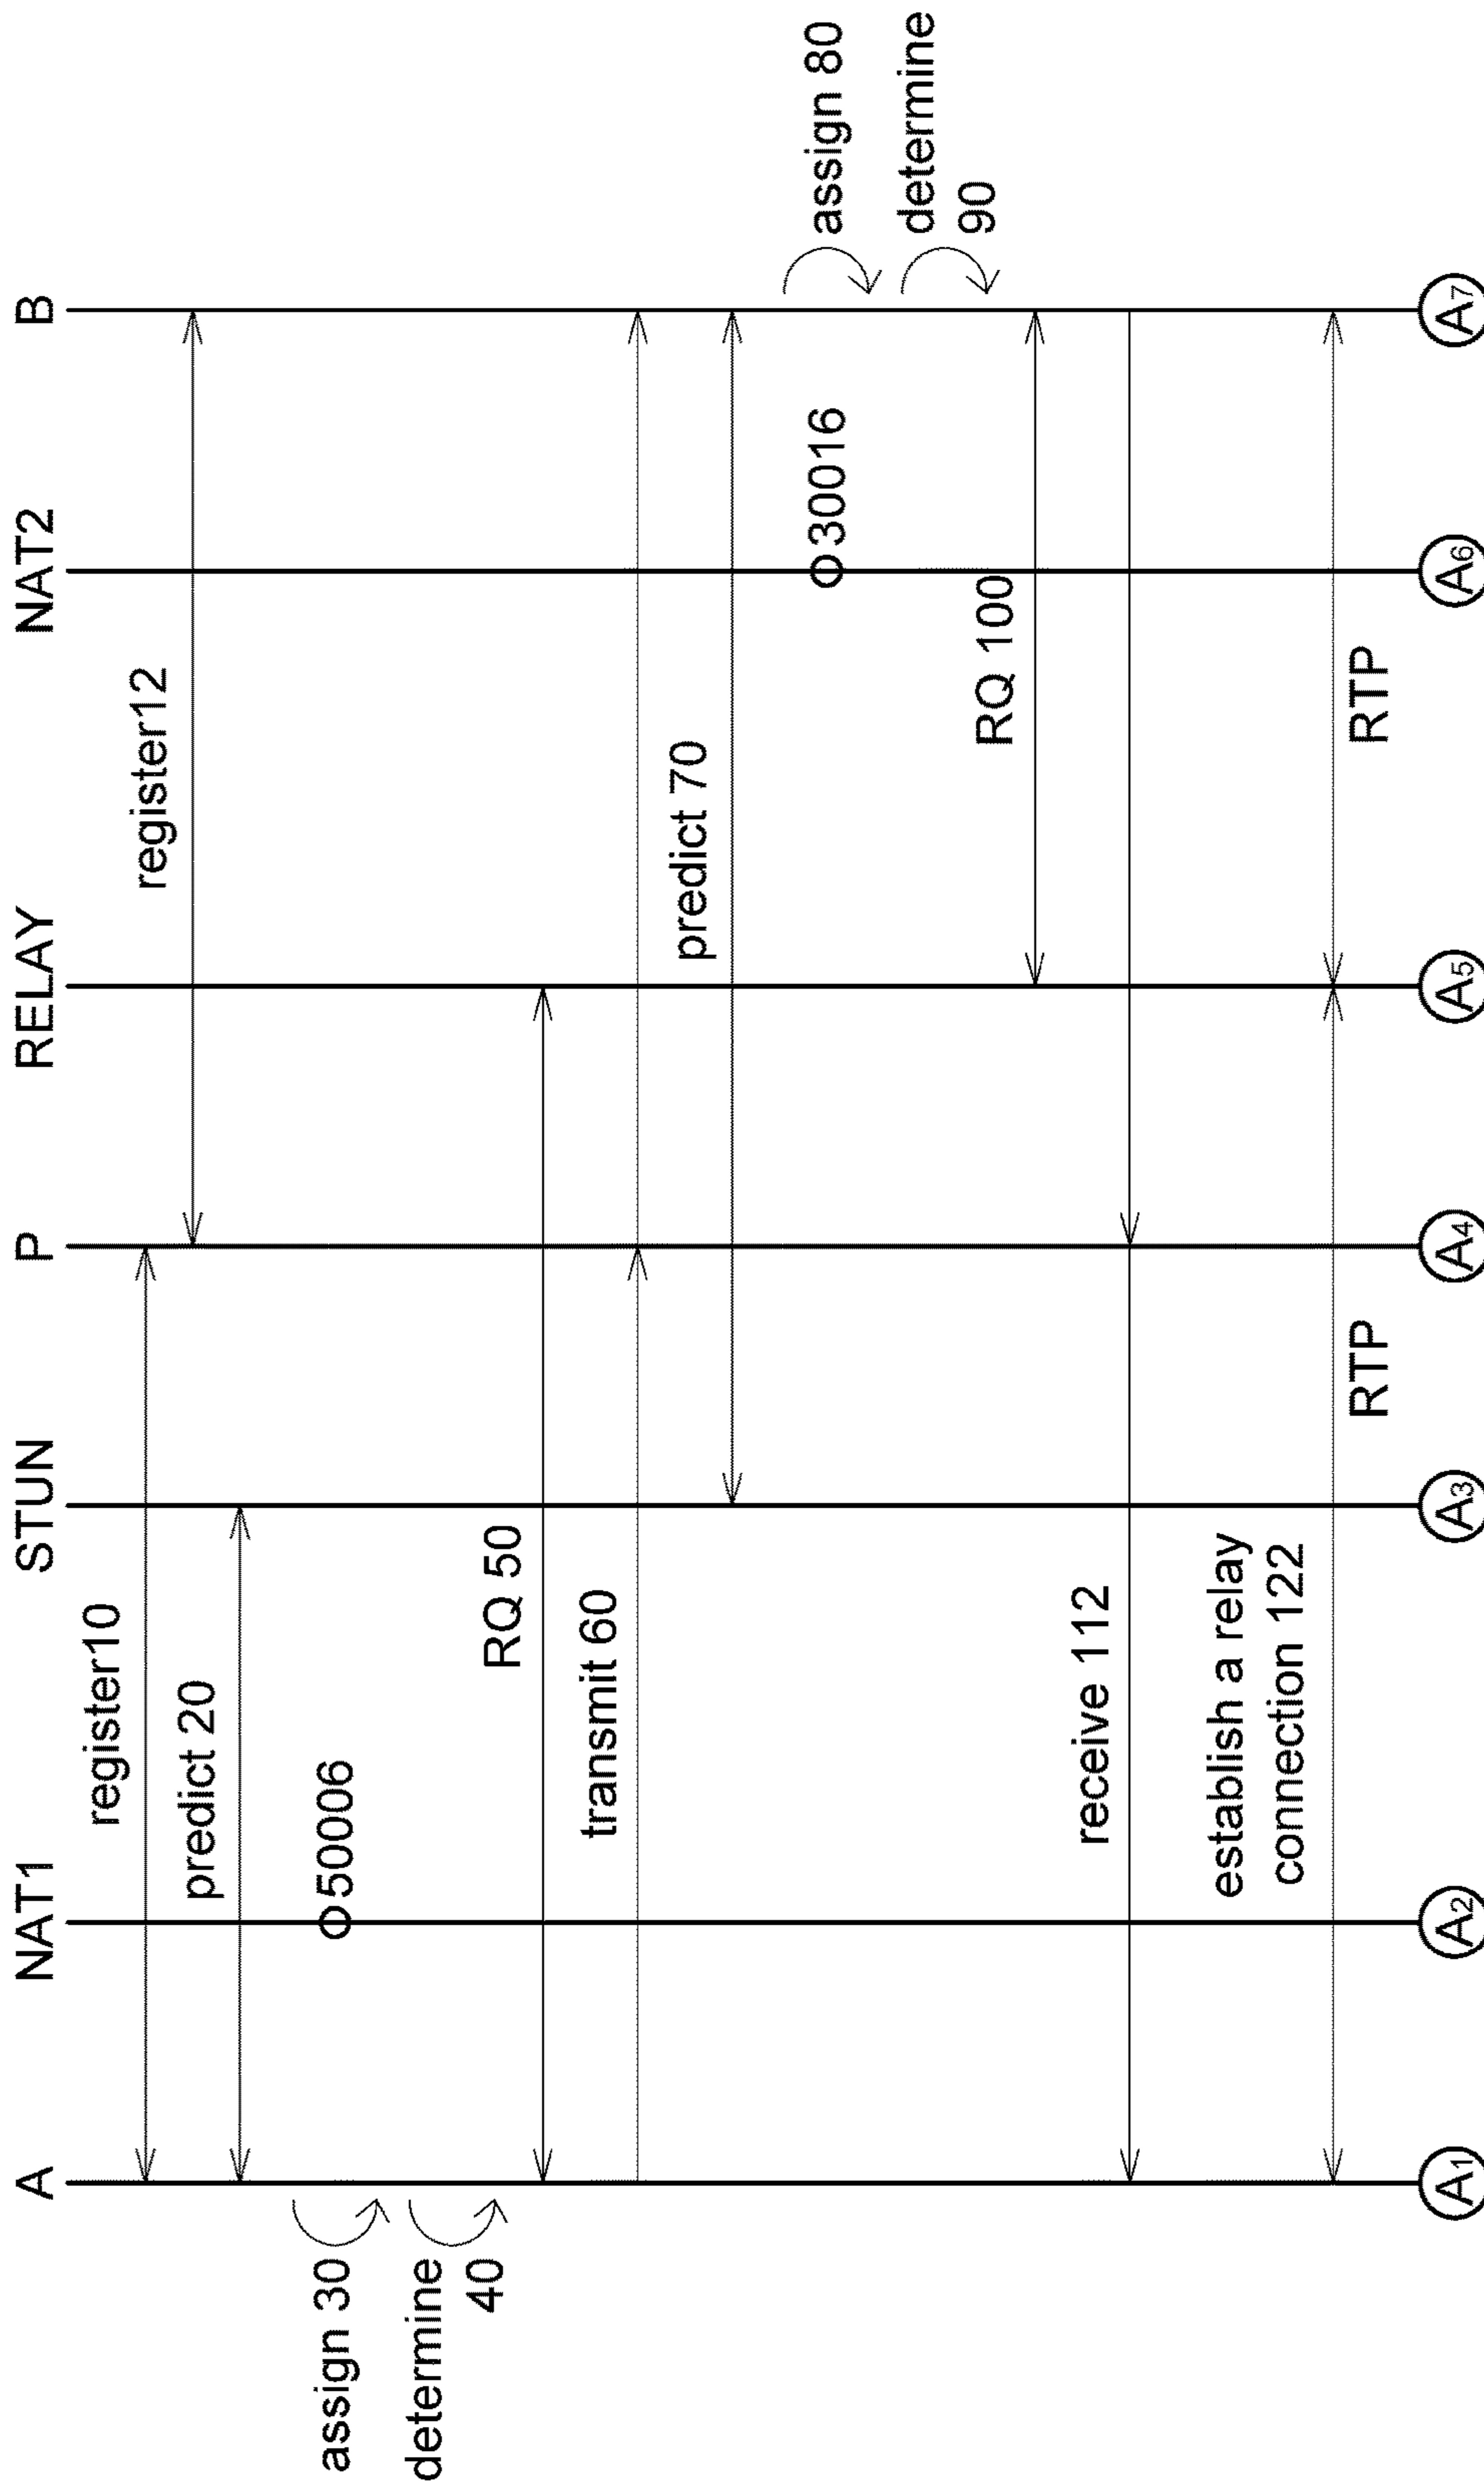 A
NAT1
STUN
P
RELAY
NAT2
B
register10
register12
predict 20
assign 30
50006
determine
40
RQ 50
transmit 60
predict 70
assign 80
30016
determine
90
RQ 100
receive 112
establish a relay
connection 122
RTP
RTP
A1
A2
A3
A4
A5
A6
A7